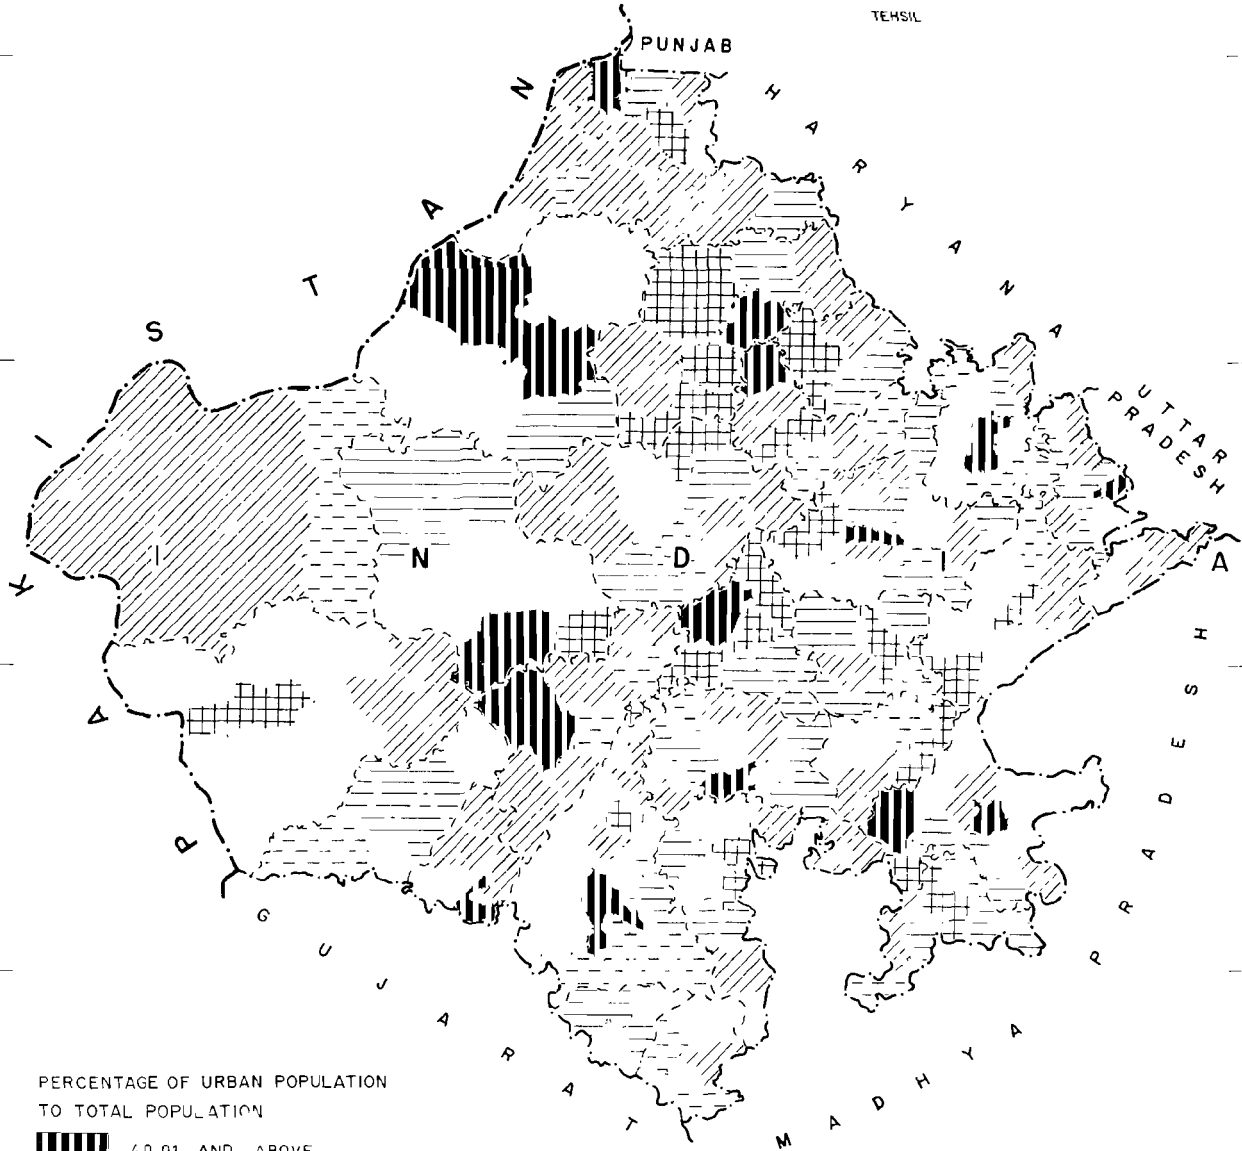 TEHSIL
PUNJAB
HARYANA
UTTAR
PRADESH
PAKISTAN
INDIA
MADHYA PRADESH
GUJARAT
PERCENTAGE OF URBAN POPULATION
TO TOTAL POPULATION
40.01 AND ABOVE